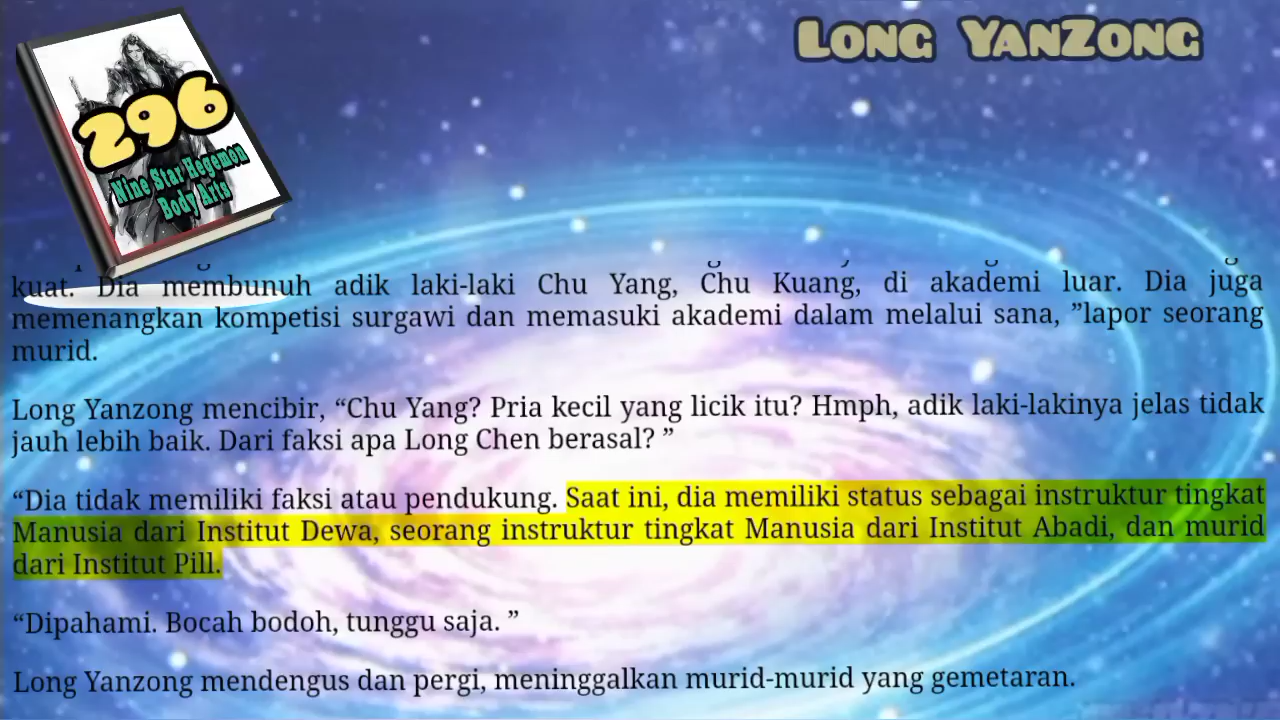 Long YanZong
296
Nine Star Hegemon
Body Arts
kuat. Dia membunuh adik laki-laki Chu Yang, Chu Kuang, di akademi luar. Dia juga
memenangkan kompetisi surgawi dan memasuki akademi dalam melalui sana, ”lapor seorang
murid.
Long Yanzong mencibir, “Chu Yang? Pria kecil yang licik itu? Hmph, adik laki-lakinya jelas tidak
jauh lebih baik. Dari faksi apa Long Chen berasal? ”
“Dia tidak memiliki faksi atau pendukung. Saat ini, dia memiliki status sebagai instruktur tingkat
Manusia dari Institut Dewa, seorang instruktur tingkat Manusia dari Institut Abadi, dan murid
dari Institut Pill.
“Dipahami. Bocah bodoh, tunggu saja. ”
Long Yanzong mendengus dan pergi, meninggalkan murid-murid yang gemetaran.